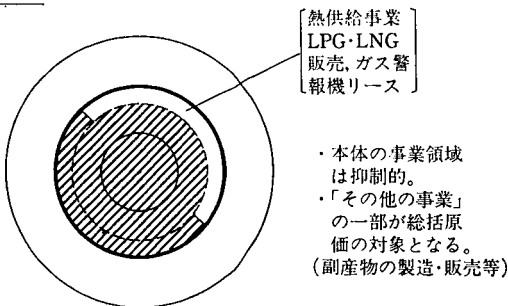 熱供給事業
LPG·LNG
販売,ガス警
報機リース
・本体の事業領域
は抑制的。
・「その他の事業」
の一部が総括原
価の対象となる。
(副産物の製造·販売等)